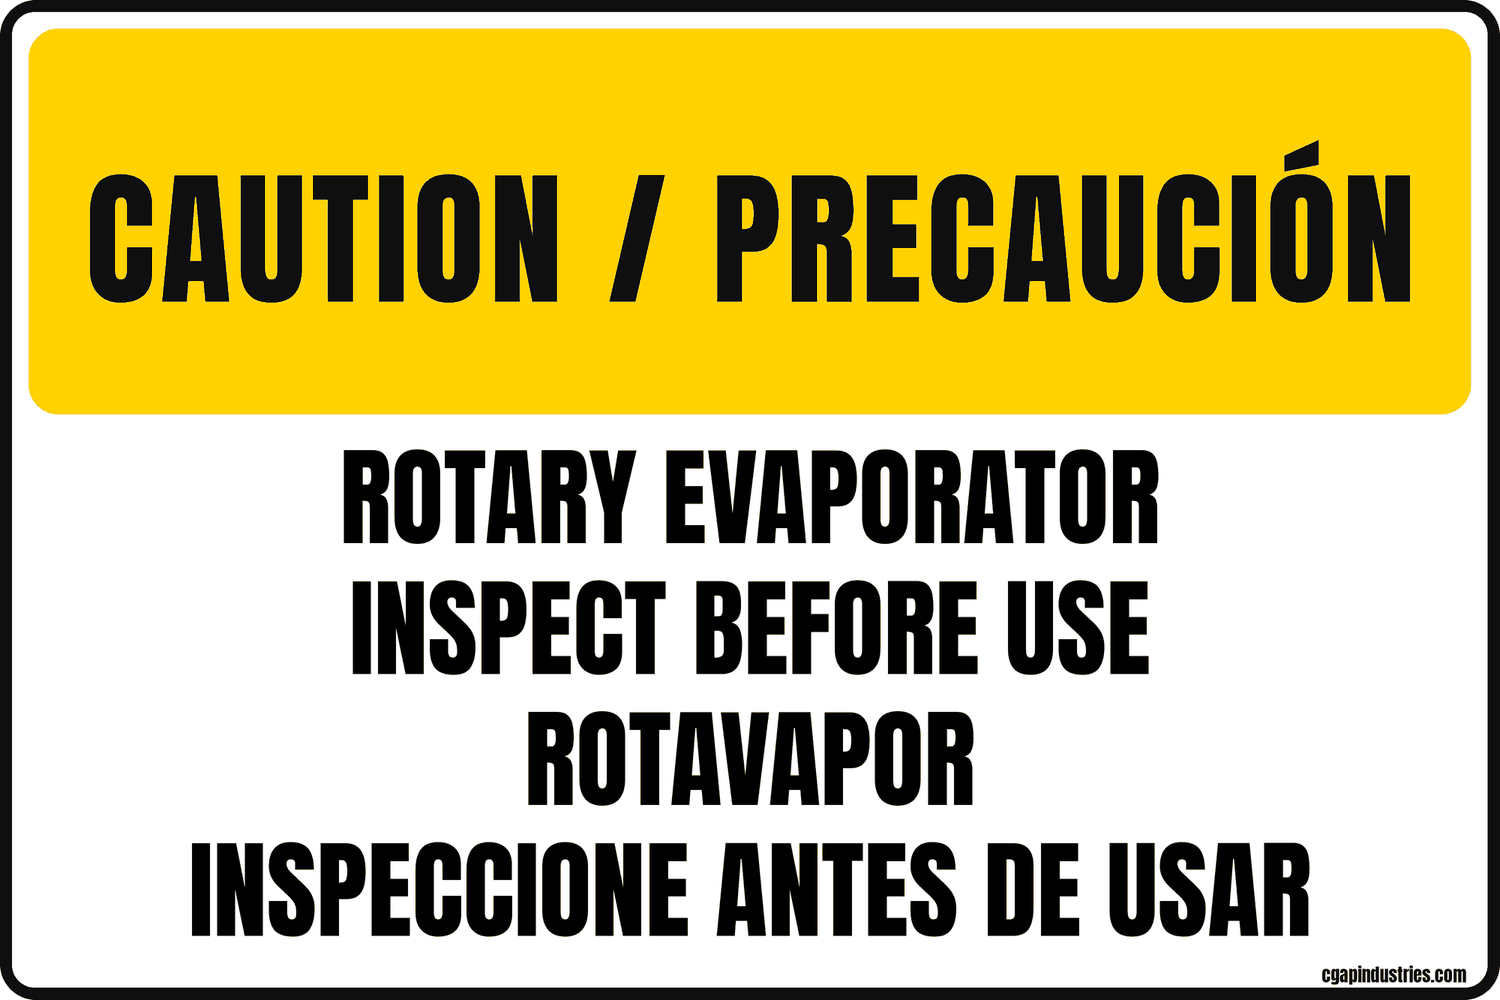 CAUTION / PRECAUCIÓN
ROTARY EVAPORATOR
INSPECT BEFORE USE
ROTAVAPOR
INSPECCIONE ANTES DE USAR
cgapindustries.com